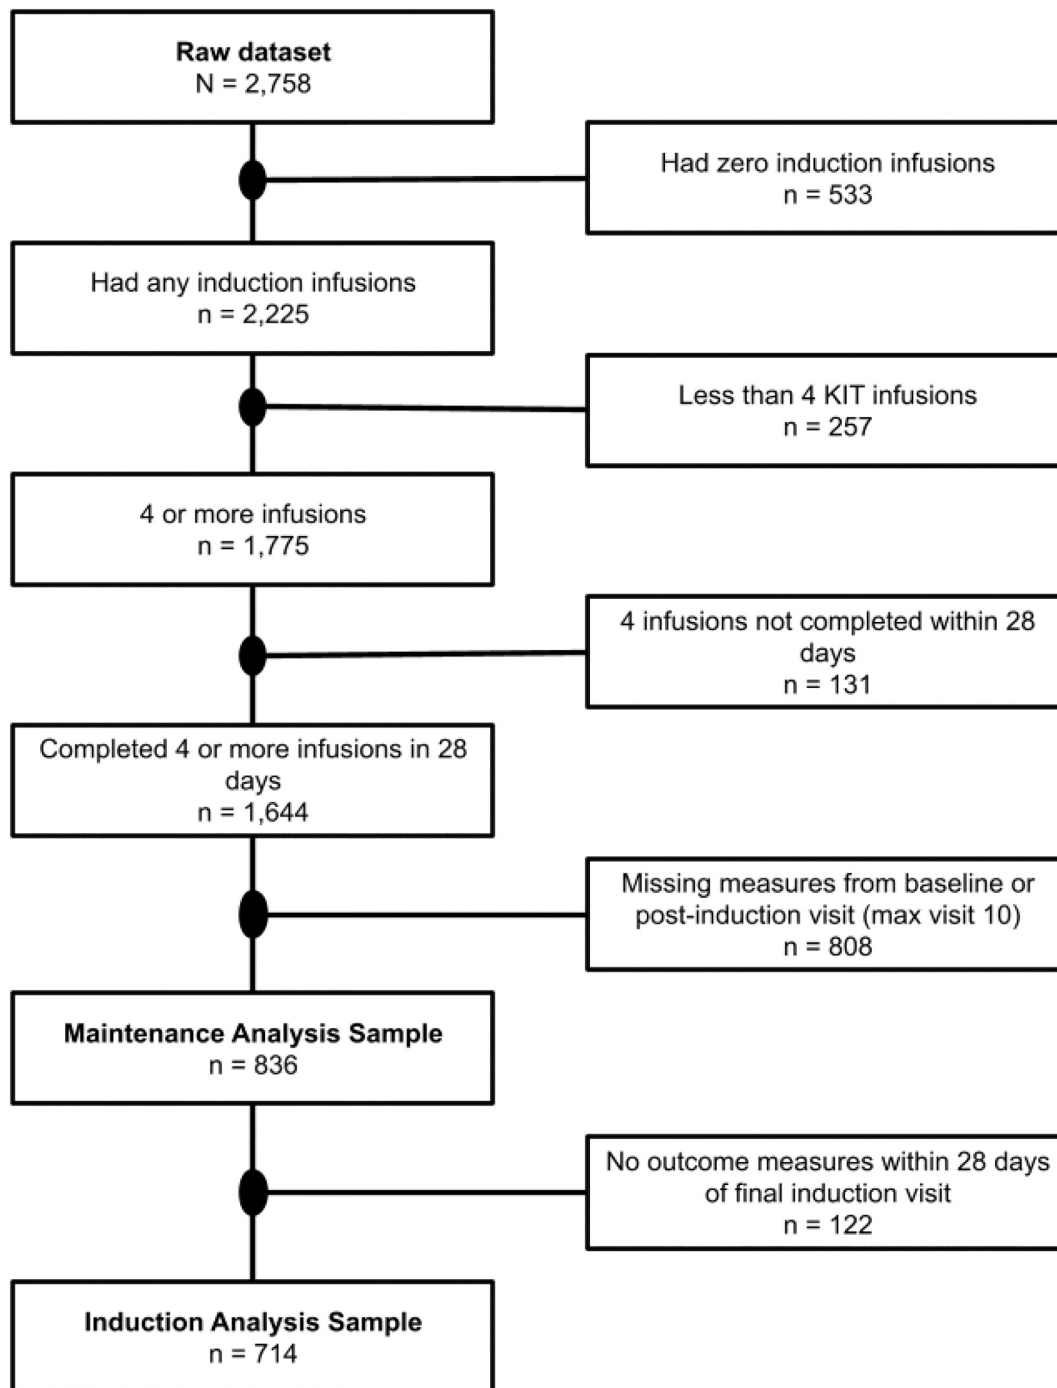 Raw dataset
N = 2,758
Had zero induction infusions
n = 533
Had any induction infusions
n = 2,225
Less than 4 KIT infusions
n = 257
4 or more infusions
n = 1,775
4 infusions not completed within 28
days
n = 131
Completed 4 or more infusions in 28
days
n = 1,644
Missing measures from baseline or
post-induction visit (max visit 10)
n = 808
Maintenance Analysis Sample
n = 836
No outcome measures within 28 days
of final induction visit
n = 122
Induction Analysis Sample
n = 714